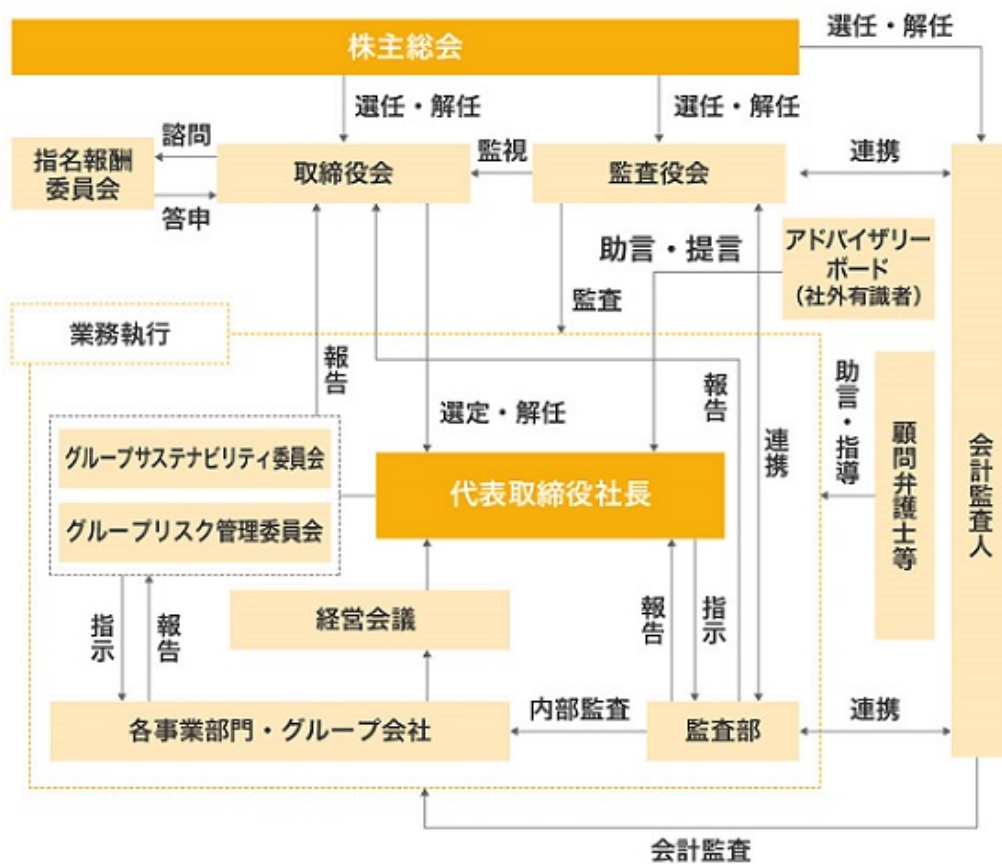 株主総会
選任・解任
選任・解任
選任・解任
諮問
指名報酬
委員会
答申
取締役会
監視
監査役会
連携
助言・提言
アドバイザリー
ボード
（社外有識者）
監査
業務執行
報告
選定・解任
報告
連携
助言・指導
顧問弁護士等
会計監査人
グループサステナビリティ委員会
グループリスク管理委員会
代表取締役社長
指示
報告
経営会議
報告
指示
各事業部門・グループ会社
内部監査
監査部
連携
会計監査